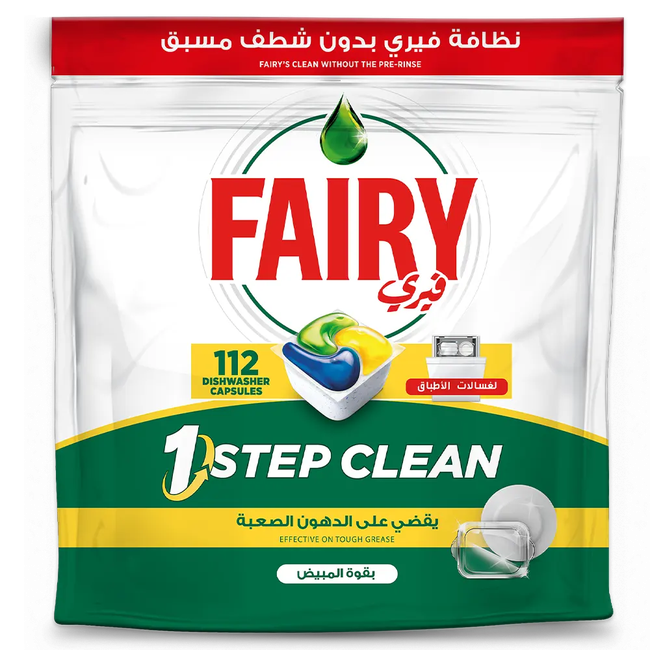 نظافة فيري بدون شطف مسبق
FAIRY'S CLEAN WITHOUT THE PRE-RINSE
FAIRY
فيري
112
DISHWASHER
CAPSULES
لغسالات الأطباق
1 STEP CLEAN
يقضي على الدهون الصعبة
EFFECTIVE ON TOUGH GREASE
بقوة المبيض